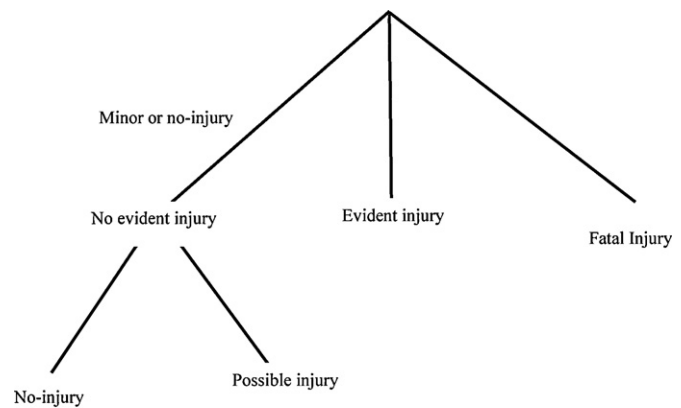 Minor or no-injury
No evident injury
Evident injury
Fatal Injury
No-injury
Possible injury